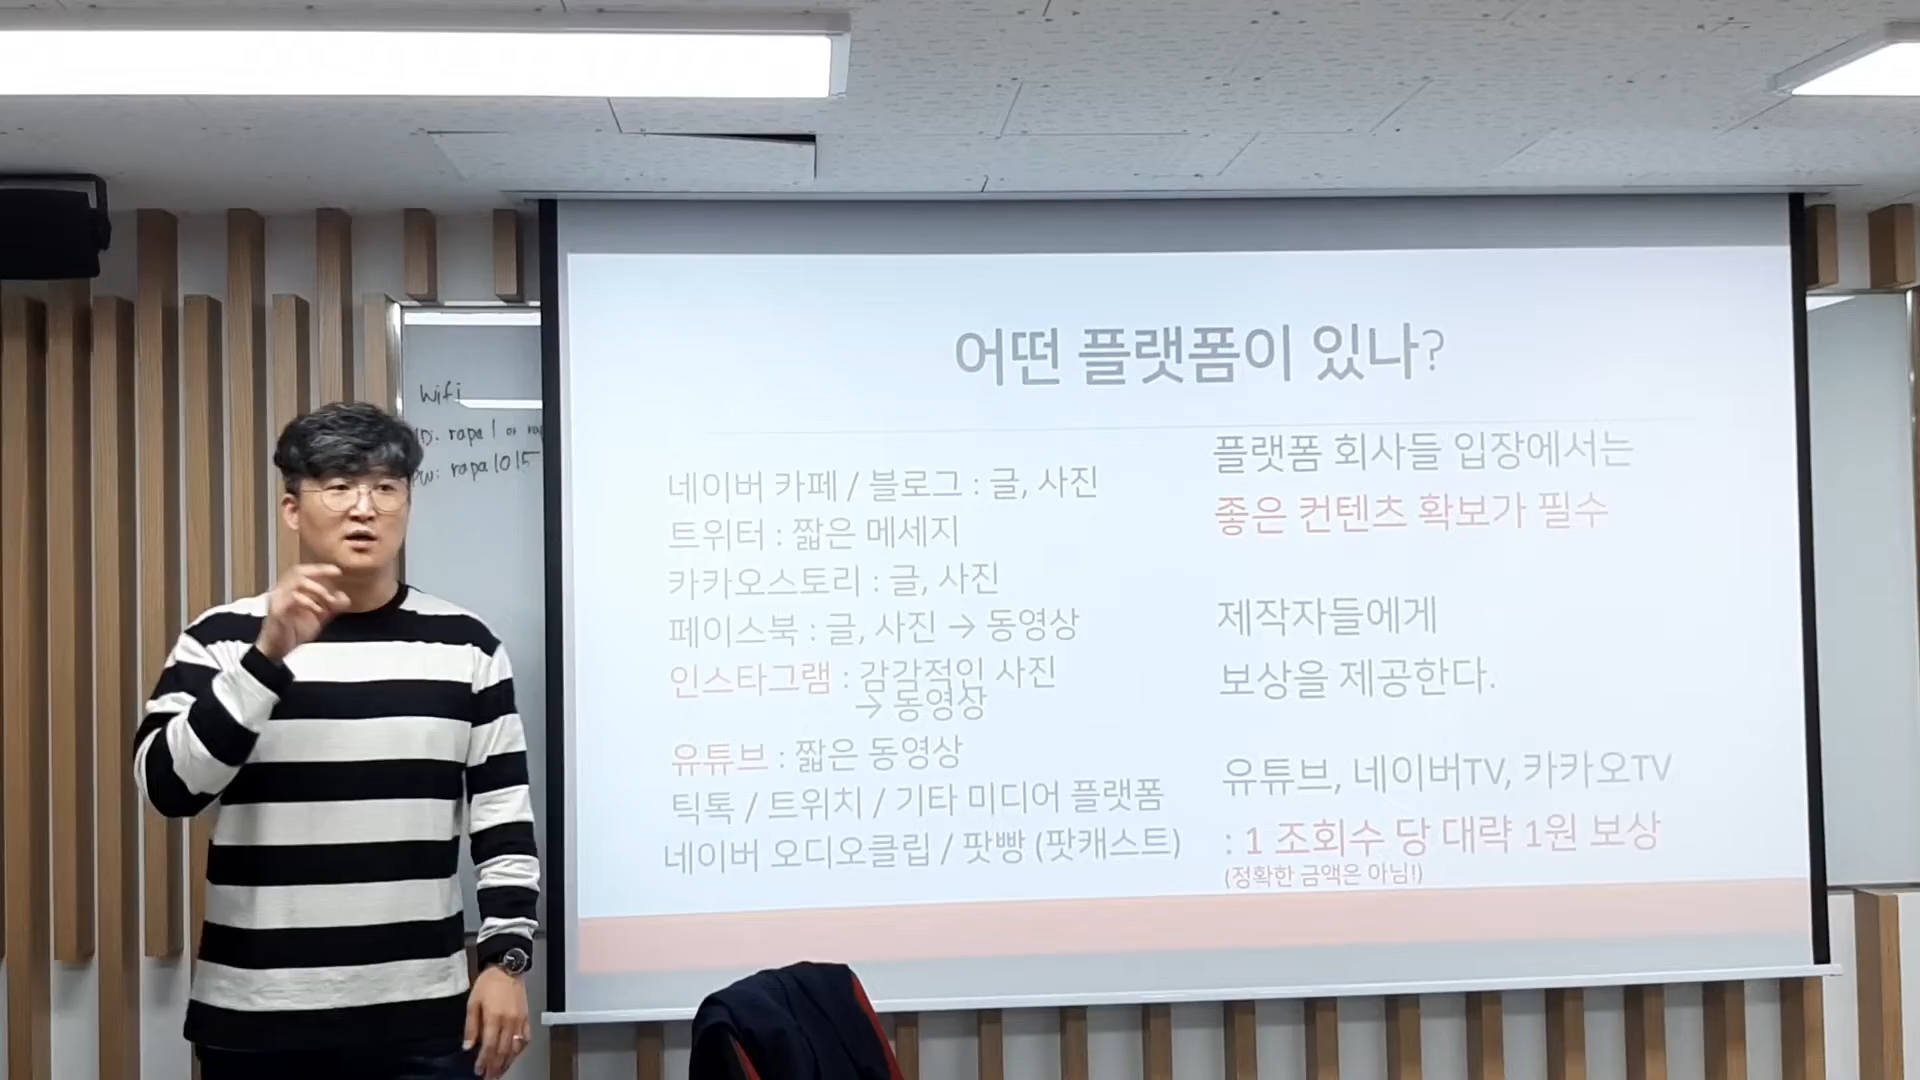 wifi
ID: rapa1 or
PW: rapa1015
어떤 플랫폼이 있나?
네이버 카페 / 블로그 : 글, 사진
트위터 : 짧은 메세지
카카오스토리 : 글, 사진
페이스북 : 글, 사진 → 동영상
인스타그램 : 감각적인 사진
→ 동영상
유튜브 : 짧은 동영상
틱톡 / 트위치 / 기타 미디어 플랫폼
네이버 오디오클립 / 팟빵 (팟캐스트)
플랫폼 회사들 입장에서는
좋은 컨텐츠 확보가 필수
제작자들에게
보상을 제공한다.
유튜브, 네이버TV, 카카오TV
: 1 조회수 당 대략 1원 보상
(정확한 금액은 아님!)